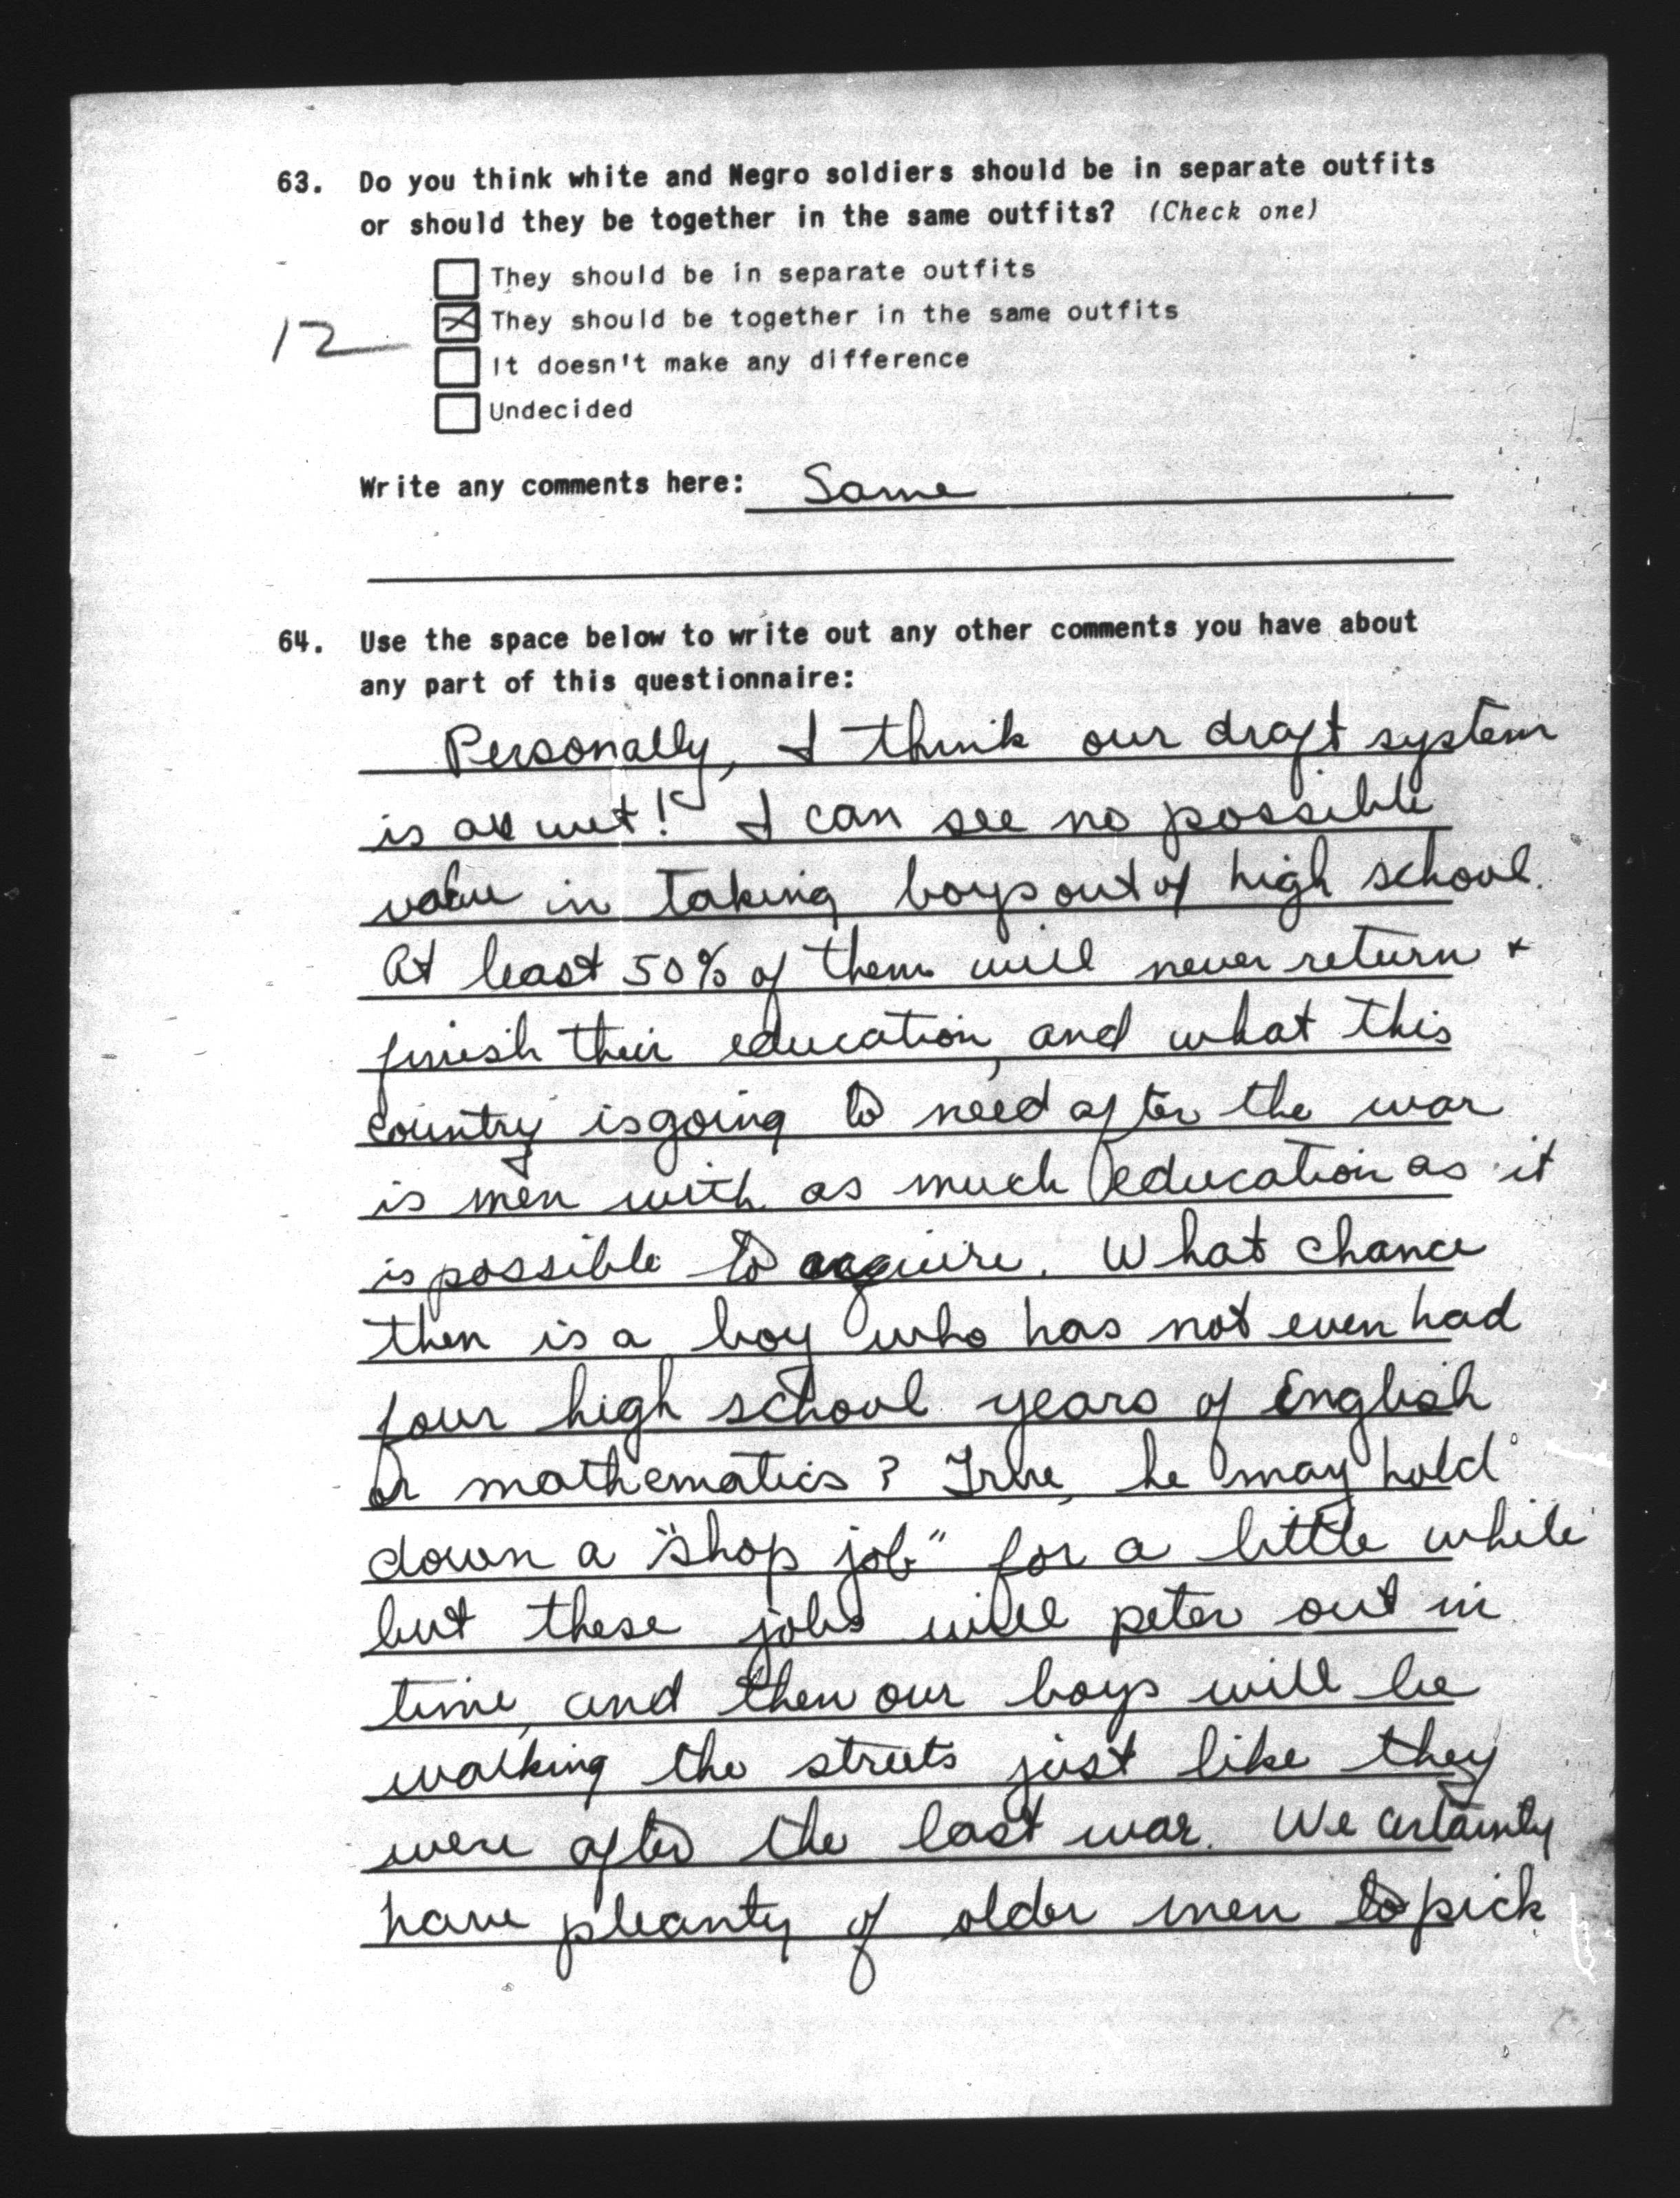 63. Do you think white and Negro soldiers should be in separate outfits
or should they be together in the same outfits? (Check one)
They should be in separate outfits
12 ☒ They should be together in the same outfits
It doesn't make any difference
Undecided
Write any comments here: Same
64. Use the space below to write out any other comments you have about
any part of this questionnaire:
Personally, I think our draft system
is all wet! I can see no possible
value in taking boys out of high school.
At least 50% of them will never return +
finish their education, and what this
country is going to need after the war
is men with as much education as it
is possible to acquire. What chance
then is a boy who has not even had
four high school years of English
or mathematics? True, he may hold
down a "shop job" for a little while
but these jobs will peter out in
time, and then our boys will be
walking the streets just like they
were after the last war. We certainly
have pleanty of older men to pick